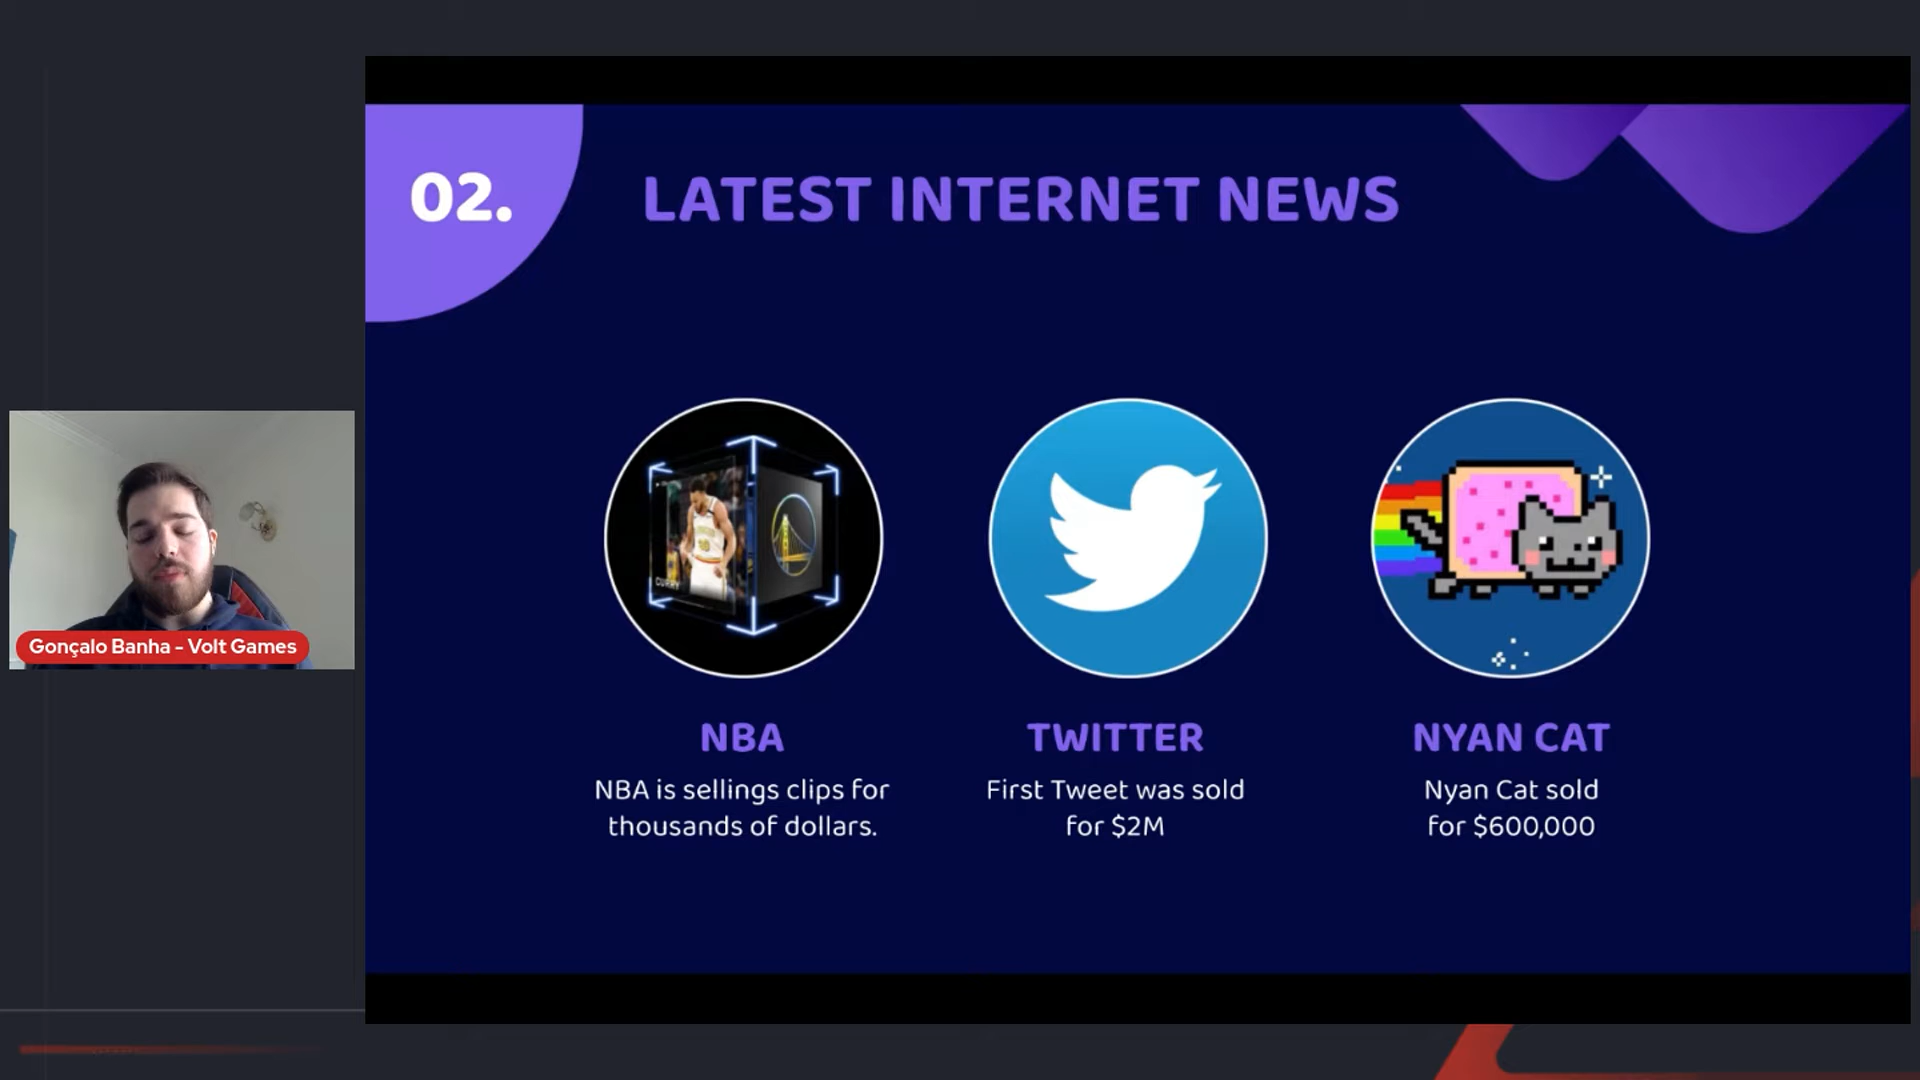 02.
LATEST INTERNET NEWS
CURRY
Gonçalo Banha - Volt Games
NBA
NBA is sellings clips for
thousands of dollars.
TWITTER
First Tweet was sold
for $2M
NYAN CAT
Nyan Cat sold
for $600,000